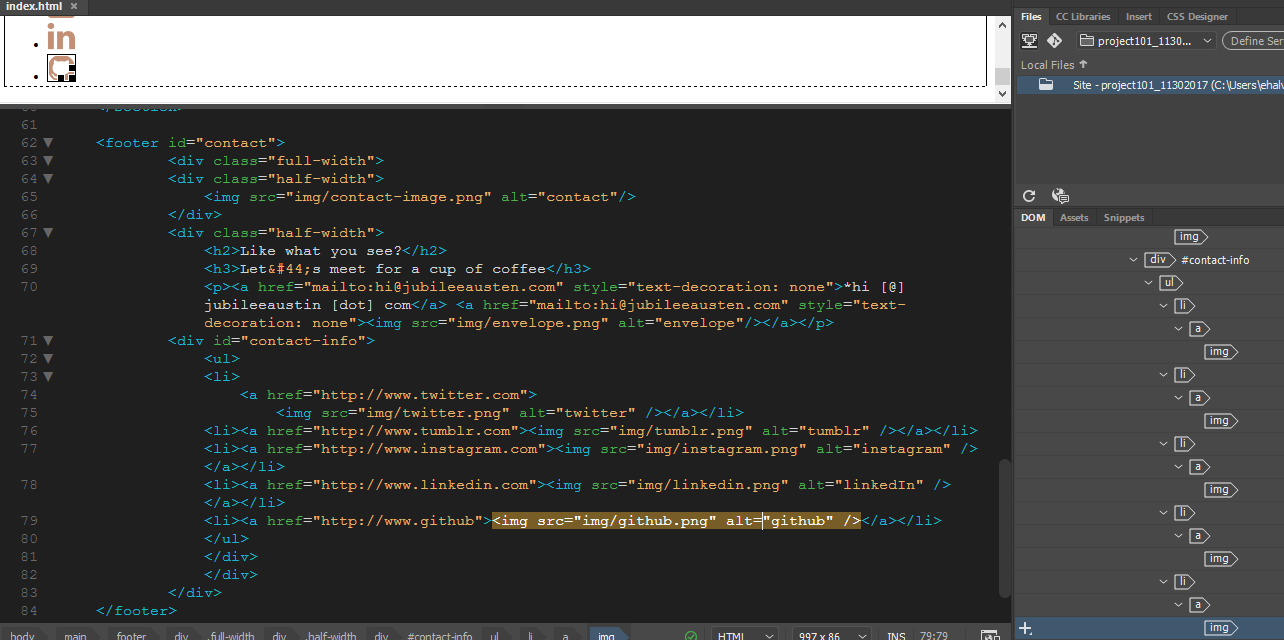 index.html ×
in
61
62 <footer id="contact">
63 <div class="full-width">
64 <div class="half-width">
65 <img src="img/contact-image.png" alt="contact"/>
66 </div>
67 <div class="half-width">
68 <h2>Like what you see?</h2>
69 <h3>Let&#44;s meet for a cup of coffee</h3>
70 <p><a href="mailto:hi@jubileeausten.com" style="text-decoration: none">*hi [@]
jubileeaustin [dot] com</a> <a href="mailto:hi@jubileeausten.com" style="text-
decoration: none"><img src="img/envelope.png" alt="envelope"/></a></p>
71 <div id="contact-info">
72 <ul>
73 <li>
74 <a href="http://www.twitter.com">
75 <img src="img/twitter.png" alt="twitter" /></a></li>
76 <li><a href="http://www.tumblr.com"><img src="img/tumblr.png" alt="tumblr" /></a></li>
77 <li><a href="http://www.instagram.com"><img src="img/instagram.png" alt="instagram" />
</a></li>
78 <li><a href="http://www.linkedin.com"><img src="img/linkedin.png" alt="linkedIn" />
</a></li>
79 <li><a href="http://www.github"><img src="img/github.png" alt="github" /></a></li>
80 </ul>
81 </div>
82 </div>
83 </div>
84 </footer>
body main footer div .full-width div .half-width div #contact-info ul li a img HTML 997 x 86 INS 79:79
Files CC Libraries Insert CSS Designer
project101_1130... Define Ser
Local Files
Site - project101_11302017 (C:\Users\ehalv
DOM Assets Snippets
img
div #contact-info
ul
li
a
img
li
a
img
li
a
img
li
a
img
li
a
+ img